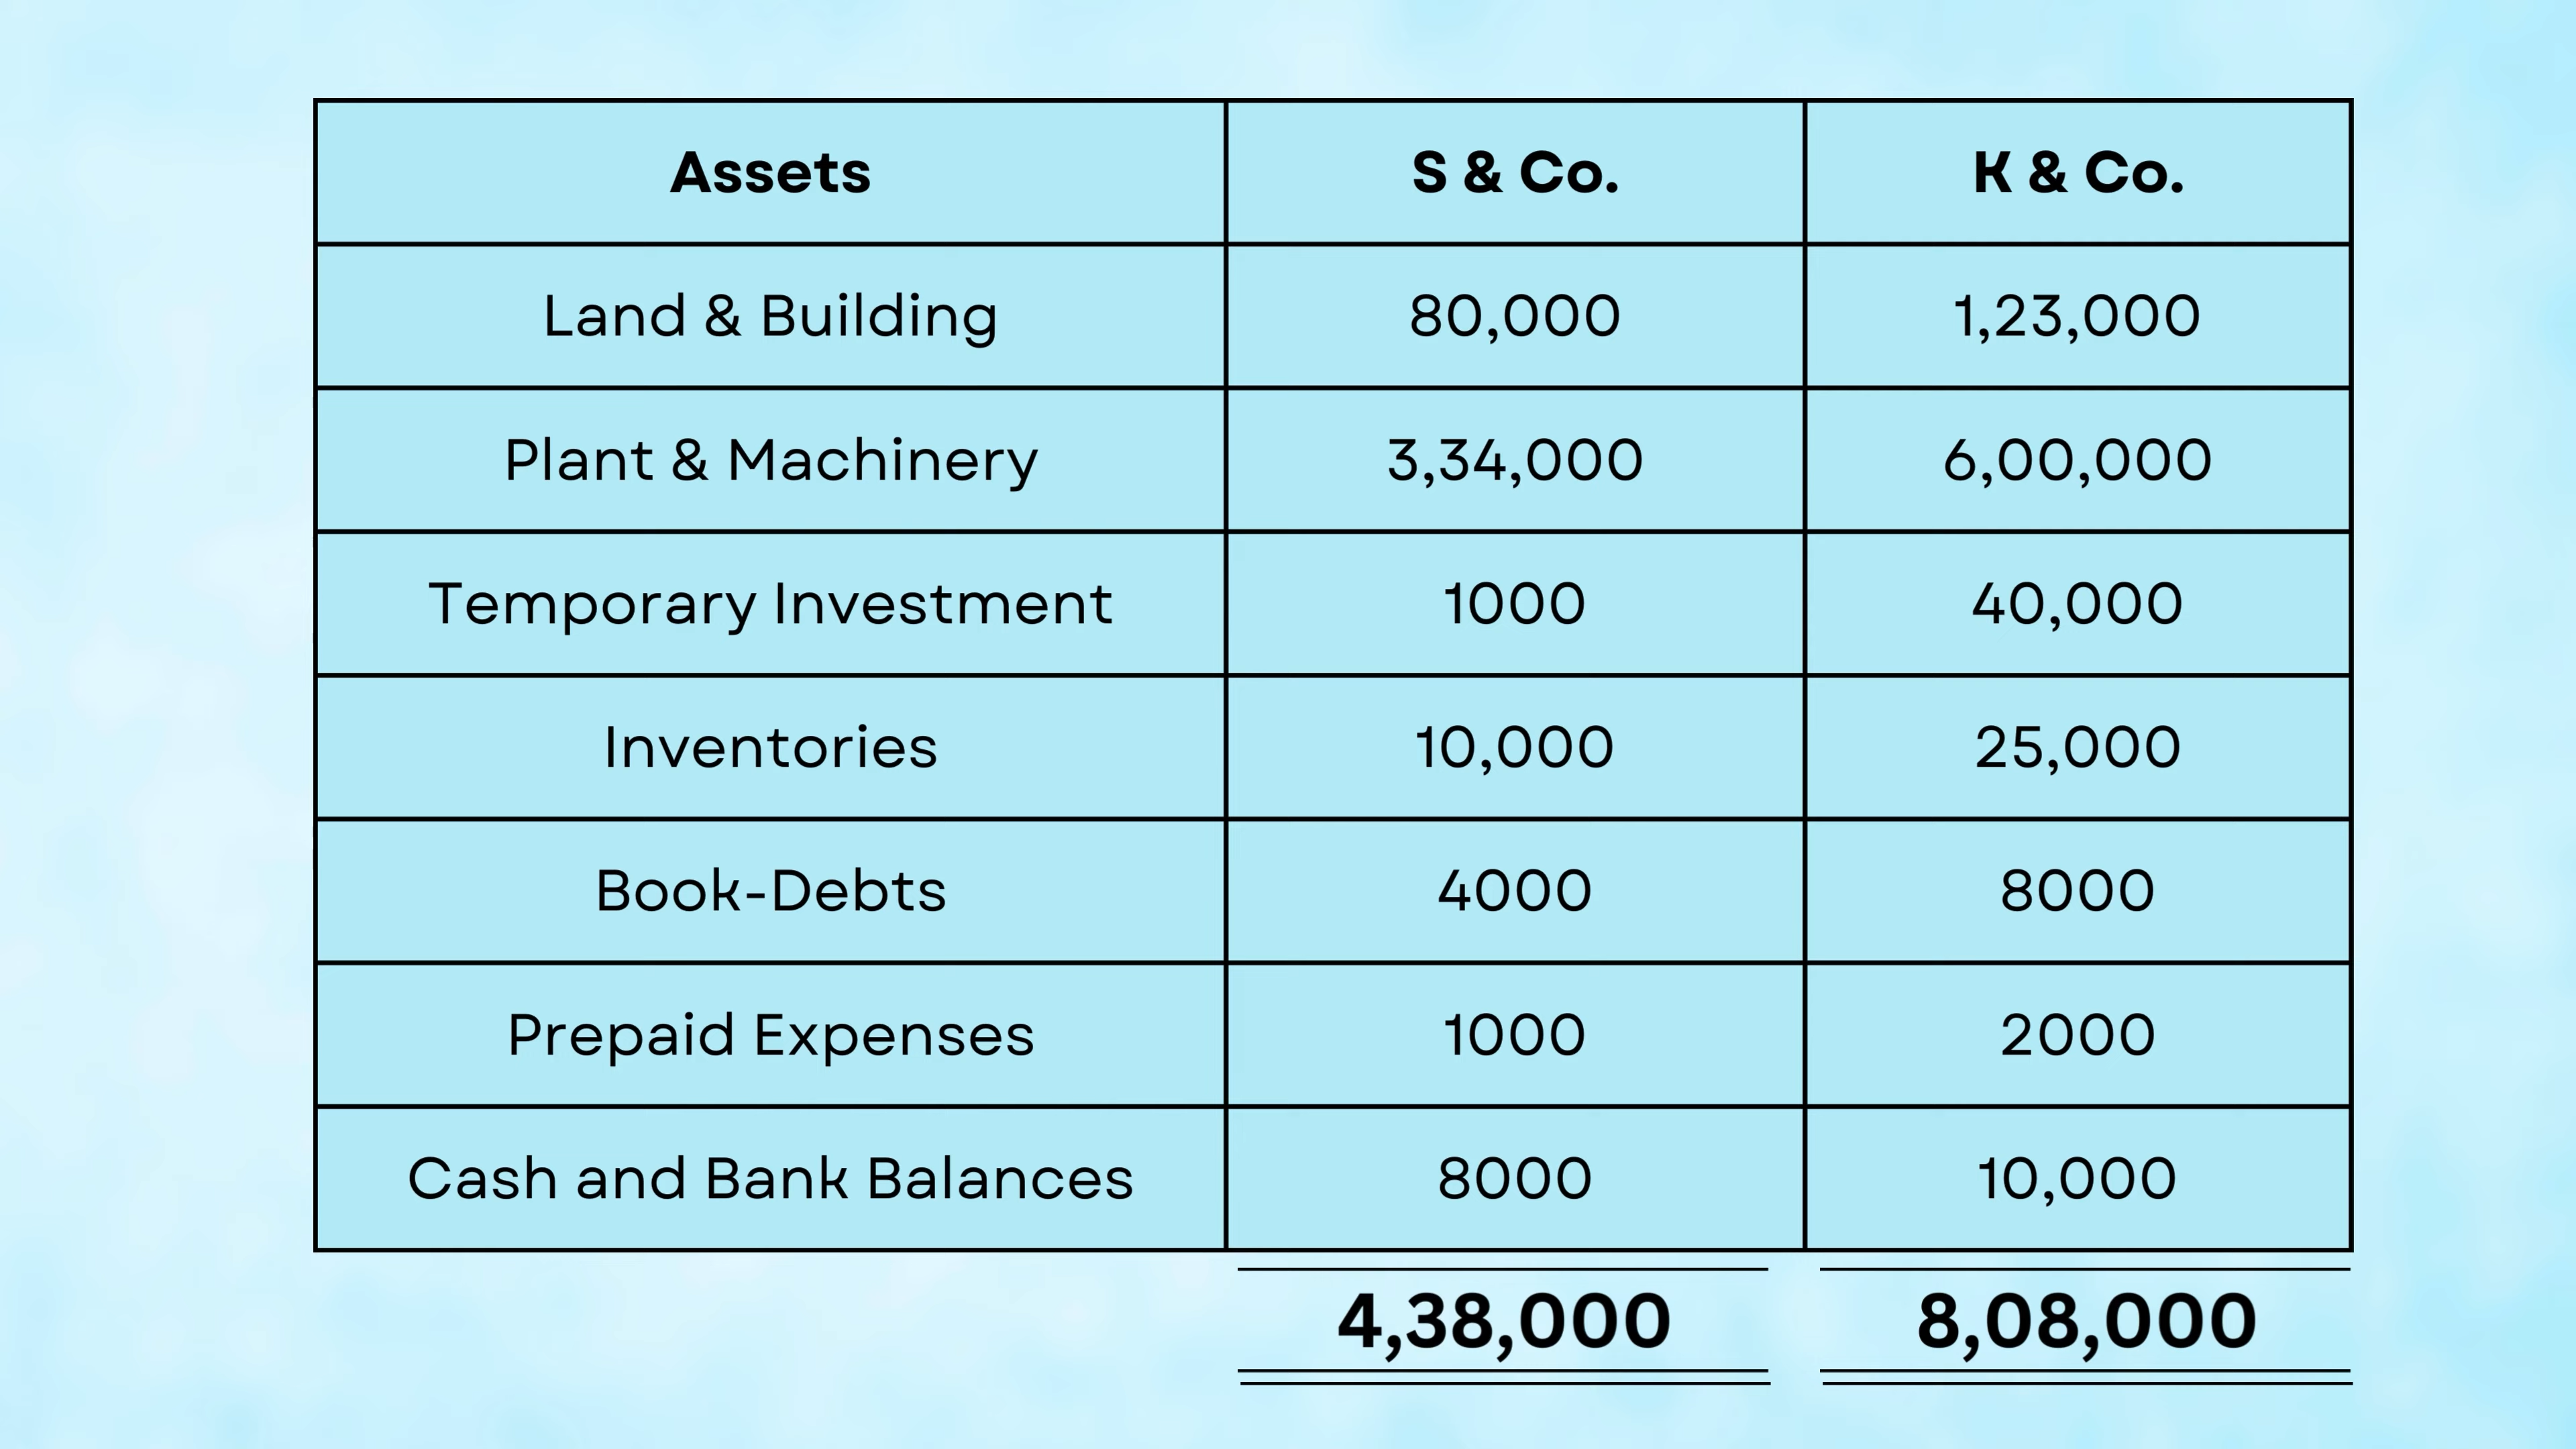 Assets S & Co. K & Co.
Land & Building 80,000 1,23,000
Plant & Machinery 3,34,000 6,00,000
Temporary Investment 1000 40,000
Inventories 10,000 25,000
Book-Debts 4000 8000
Prepaid Expenses 1000 2000
Cash and Bank Balances 8000 10,000
4,38,000 8,08,000